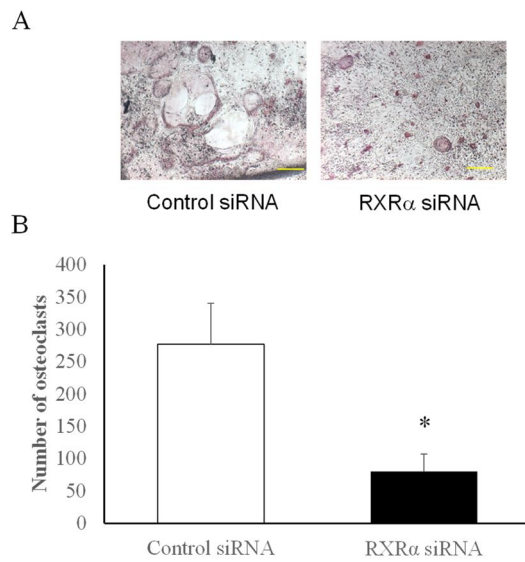 A
Control siRNA
RXRα siRNA
B
Number of osteoclasts
400
350
300
250
200
150
100
50
0
*
Control siRNA
RXRα siRNA